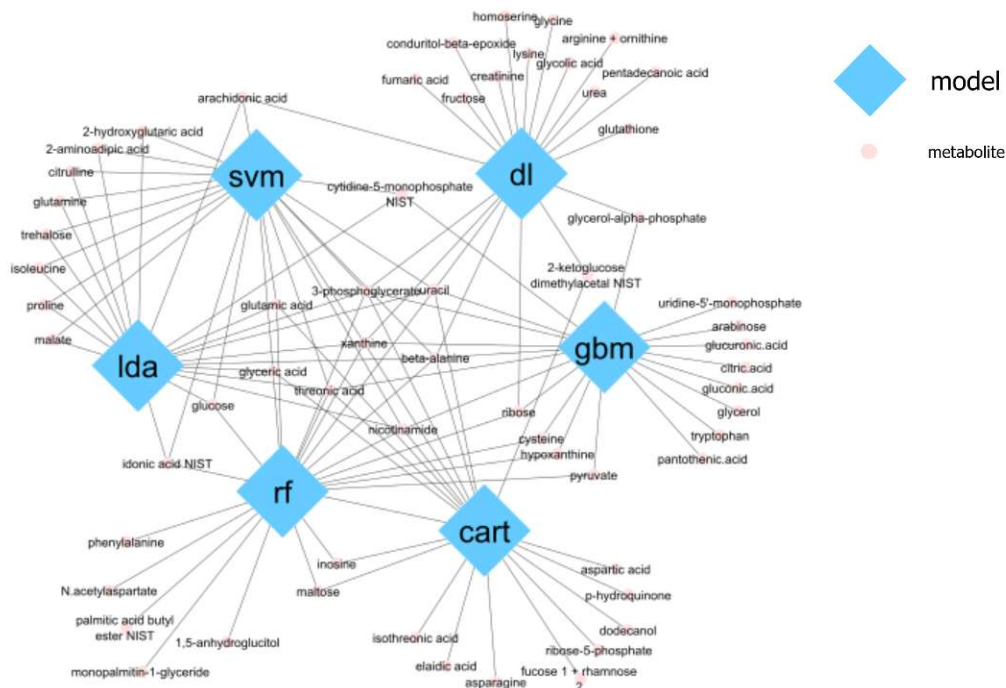 homoserine
glycine
conduritol-beta-epoxide
arginine + ornithine
lysine
glycolic acid
fumaric acid
creatinine
pentadecanoic acid
fructose
urea
glutathione
model
metabolite
arachidonic acid
2-hydroxyglutaric acid
2-aminoadipic acid
citrulline
glutamine
trehalose
isoleucine
proline
malate
svm
dl
cytidine-5-monophosphate
NIST
glycerol-alpha-phosphate
2-ketoglucose
dimethylacetal NIST
3-phosphoglycerate
uracil
glutamic acid
uridine-5'-monophosphate
arabinose
glucuronic.acid
citric.acid
gluconic.acid
glycerol
tryptophan
pantothenic.acid
lda
gbm
xanthine
beta-alanine
glyceric acid
threonic acid
glucose
nicotinamide
ribose
cysteine
hypoxanthine
pyruvate
idonic acid NIST
rf
cart
phenylalanine
inosine
maltose
N.acetylaspartate
palmitic acid butyl
ester NIST
1,5-anhydroglucitol
monopalmitin-1-glyceride
aspartic acid
p-hydroquinone
dodecanol
ribose-5-phosphate
isothreonic acid
elaidic acid
asparagine
fucose 1 + rhamnose
2